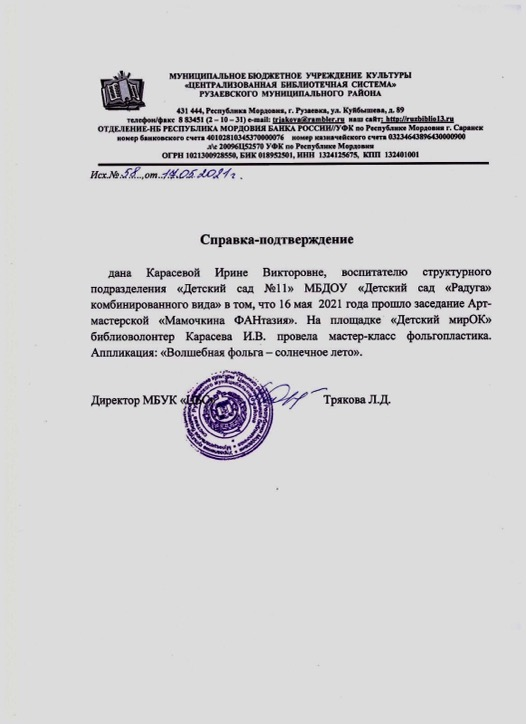 МУНИЦИПАЛЬНОЕ БЮДЖЕТНОЕ УЧРЕЖДЕНИЕ КУЛЬТУРЫ
«ЦЕНТРАЛИЗОВАННАЯ БИБЛИОТЕЧНАЯ СИСТЕМА»
РУЗАЕВСКОГО МУНИЦИПАЛЬНОГО РАЙОНА
431 444, Республика Мордовия, г. Рузаевка, ул. Куйбышева, д. 89
телефон/факс 8 83451 (2 – 10 – 31) e-mail: trjakova@rambler.ru наш сайт: http://ruzbiblio13.ru
ОТДЕЛЕНИЕ-НБ РЕСПУБЛИКА МОРДОВИЯ БАНКА РОССИИ//УФК по Республике Мордовия г. Саранск
номер банковского счета 40102810345370000076 номер казначейского счета 03234643896430000900
л/с 20096Ц52570 УФК по Республике Мордовия
ОГРН 1021300928550, БИК 018952501, ИНН 1324125675, КПП 132401001
Исх.№.58...,от..17.05.2021г.
Справка-подтверждение
дана Карасевой Ирине Викторовне, воспитателю структурного
подразделения «Детский сад №11» МБДОУ «Детский сад «Радуга»
комбинированного вида» в том, что 16 мая 2021 года прошло заседание Арт-
мастерской «Мамочкина ФАНтазия». На площадке «Детский мирОК»
библиоволонтер Карасева И.В. провела мастер-класс фольгопластика.
Аппликация: «Волшебная фольга – солнечное лето».
Директор МБУК «ЦБС» Трякова Л.Д.